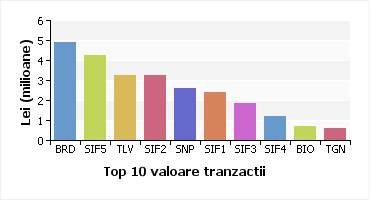 Lei (milioane)
6
5
4
3
2
1
0
BRD SIF5 TLV SIF2 SNP SIF1 SIF3 SIF4 BIO TGN
Top 10 valoare tranzactii